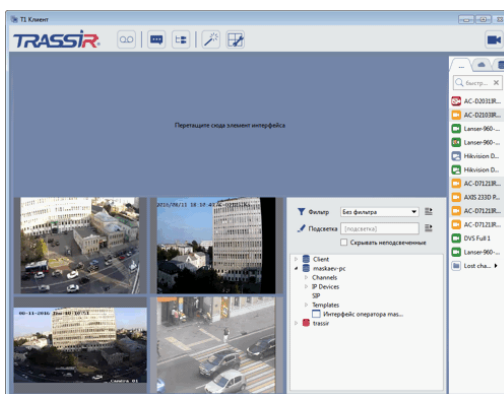 T1 Клиент
TRASSIR
Перетащите сюда элемент интерфейса
Фильтр
Без фильтра
Подсветка
[подсветка]
Скрывать неподсвеченные
Client
maskaev-pc
Channels
IP Devices
SIP
Templates
Интерфейс оператора mas...
trassir
...
быстр...
AC-D2031IR...
AC-D2103IR...
Lanser-960-...
Lanser-960-...
Hikvision D...
Hikvision D...
AC-D7121IR...
AXIS 233D P...
AC-D7121IR...
AC-D7121IR...
DVS Full 1
Lanser-960-...
Lost cha...